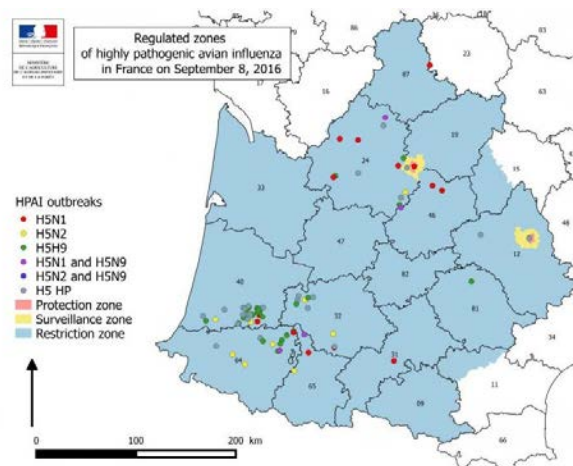 Regulated zones
of highly pathogenic avian influenza
in France on September 8, 2016
86
23
87
16
17
63
19
24
15
33
46
48
47
12
82
40
32
81
34
31
64
65
11
09
66
HPAI outbreaks
H5N1
H5N2
H5H9
H5N1 and H5N9
H5N2 and H5N9
H5 HP
Protection zone
Surveillance zone
Restriction zone
0 100 200 km